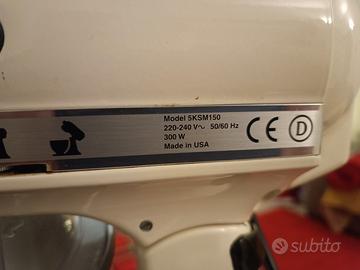 Model 5KSM150
220-240 V~ 50/60 Hz
300 W
Made in USA
CE
D
subito